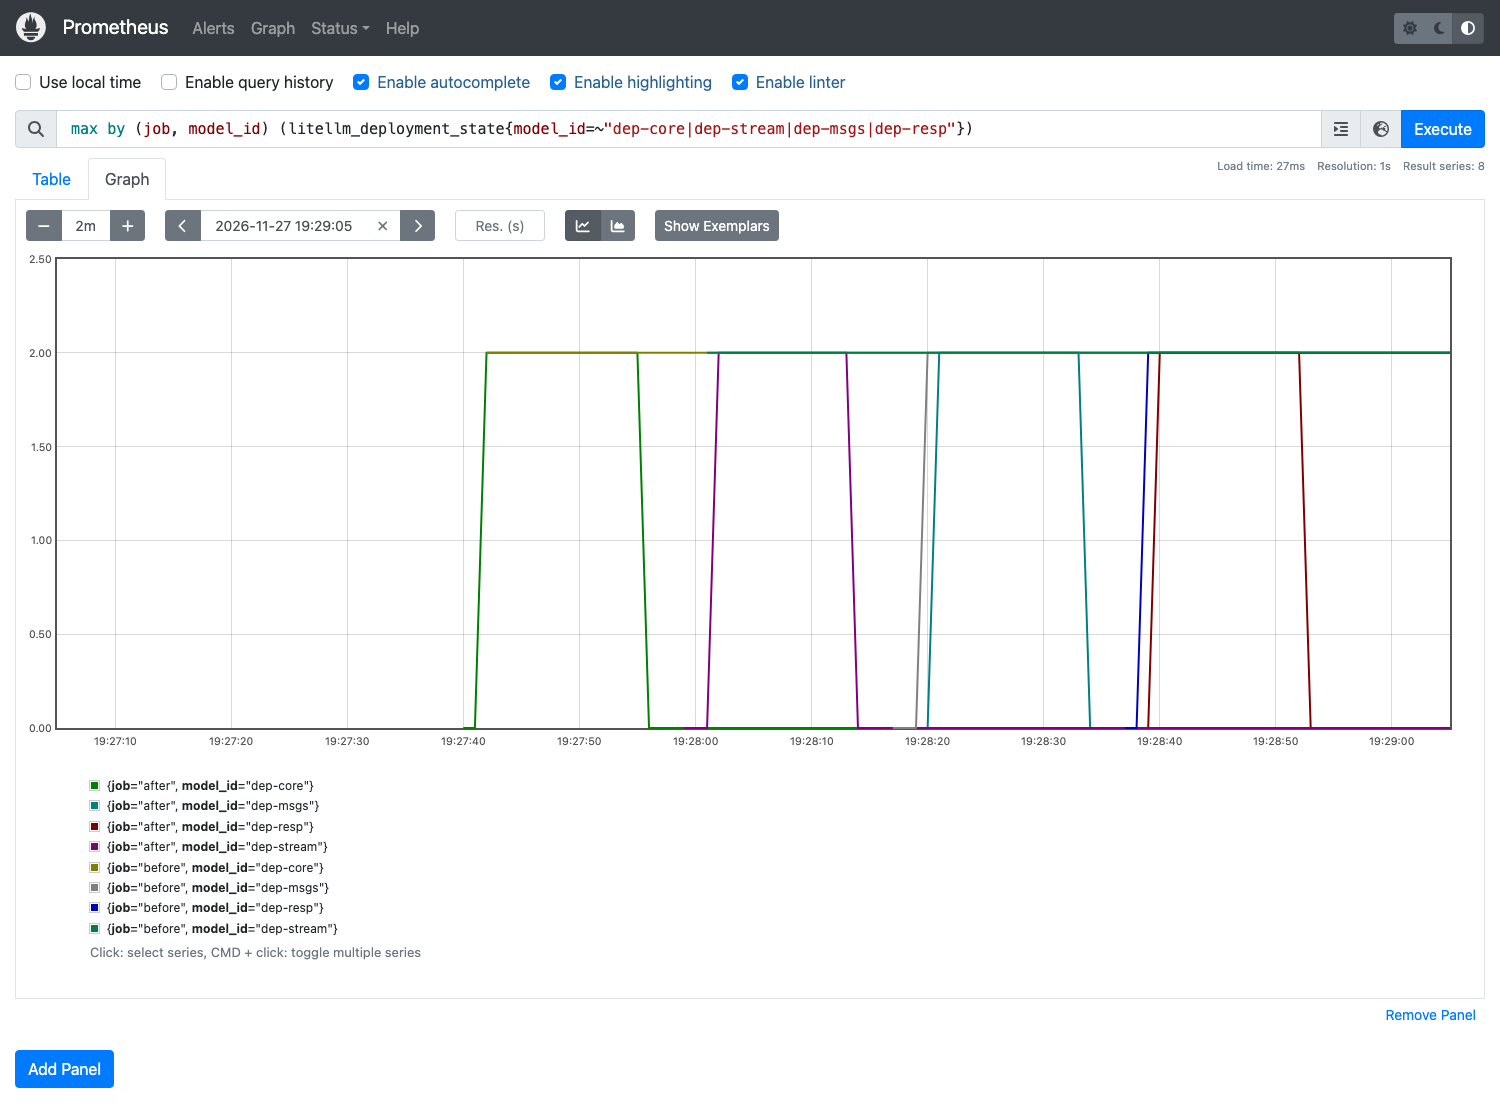 Prometheus Alerts Graph Status Help
Use local time Enable query history Enable autocomplete Enable highlighting Enable linter
max by (job, model_id) (litellm_deployment_state{model_id=~"dep-core|dep-stream|dep-msgs|dep-resp"}) Execute
Load time: 27ms Resolution: 1s Result series: 8
Table Graph
2m 2026-11-27 19:29:05 Res. (s) Show Exemplars
2.50
2.00
1.50
1.00
0.50
0.00
19:27:10 19:27:20 19:27:30 19:27:40 19:27:50 19:28:00 19:28:10 19:28:20 19:28:30 19:28:40 19:28:50 19:29:00
{job="after", model_id="dep-core"}
{job="after", model_id="dep-msgs"}
{job="after", model_id="dep-resp"}
{job="after", model_id="dep-stream"}
{job="before", model_id="dep-core"}
{job="before", model_id="dep-msgs"}
{job="before", model_id="dep-resp"}
{job="before", model_id="dep-stream"}
Click: select series, CMD + click: toggle multiple series
Remove Panel
Add Panel